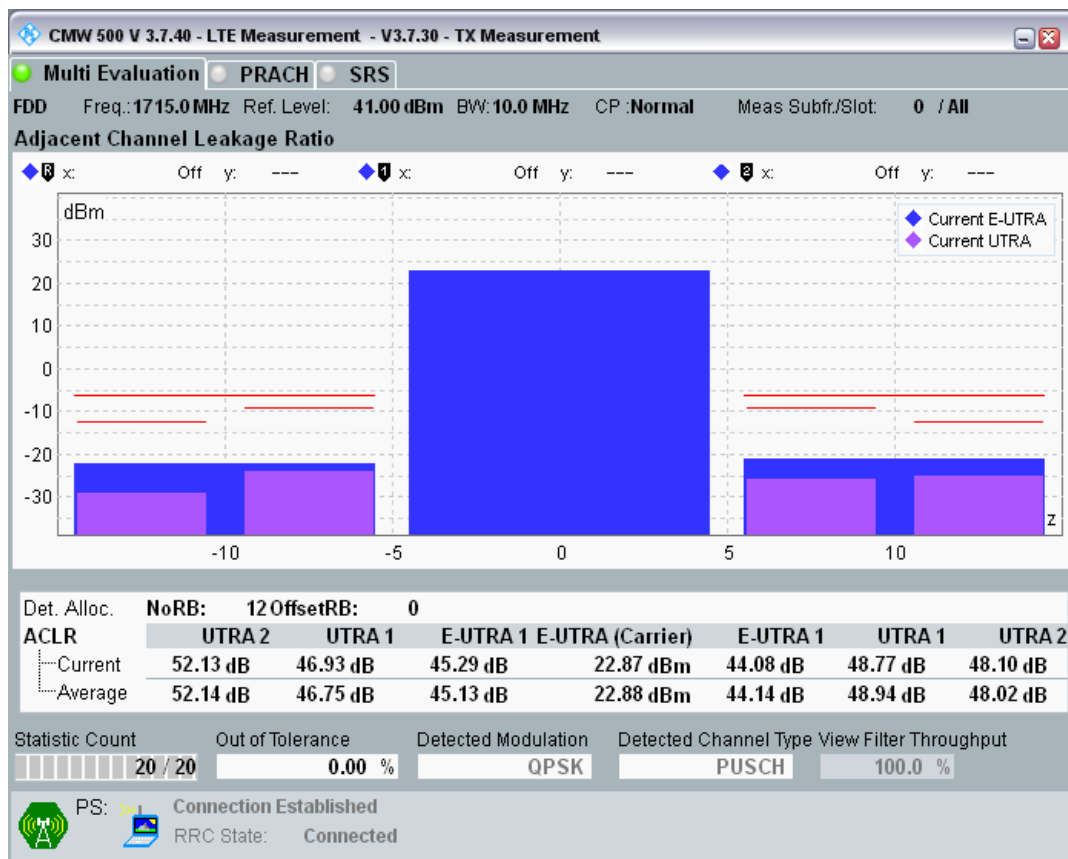 CMW 500 V 3.7.40 - LTE Measurement - V3.7.30 - TX Measurement
Multi Evaluation PRACH SRS
FDD Freq.:1715.0 MHz Ref. Level: 41.00 dBm BW:10.0 MHz CP :Normal Meas Subfr./Slot: 0 / All
Adjacent Channel Leakage Ratio
R x: Off y: --- 1 x: Off y: --- 2 x: Off y: ---
dBm
Current E-UTRA
Current UTRA
30
20
10
0
-10
-20
-30
z
-10 -5 0 5 10
Det. Alloc. NoRB: 12 OffsetRB: 0
ACLR UTRA 2 UTRA 1 E-UTRA 1 E-UTRA (Carrier) E-UTRA 1 UTRA 1 UTRA 2
Current 52.13 dB 46.93 dB 45.29 dB 22.87 dBm 44.08 dB 48.77 dB 48.10 dB
Average 52.14 dB 46.75 dB 45.13 dB 22.88 dBm 44.14 dB 48.94 dB 48.02 dB
Statistic Count Out of Tolerance Detected Modulation Detected Channel Type View Filter Throughput
20 / 20 0.00 % QPSK PUSCH 100.0 %
PS: Connection Established
RRC State: Connected